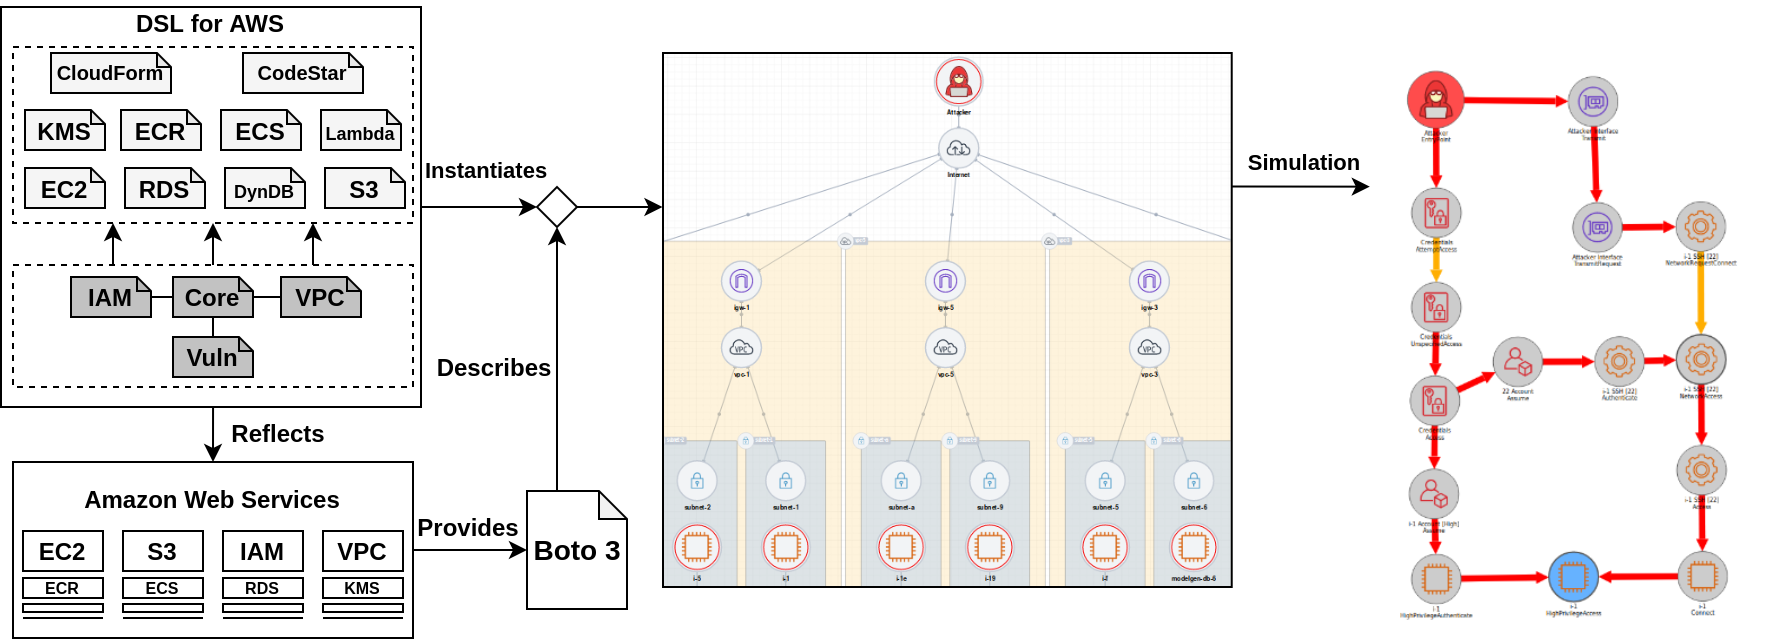 DSL for AWS
CloudForm
CodeStar
KMS
ECR
ECS
Lambda
EC2
RDS
DynDB
S3
IAM
Core
VPC
Vuln
Instantiates
Describes
Reflects
Amazon Web Services
EC2
S3
IAM
VPC
ECR
ECS
RDS
KMS
Provides
Boto 3
Attacker
Internet
igw-1
igw-5
igw-3
VPC
VPC
VPC
vpc-1
vpc-5
vpc-3
subnet-2
subnet-1
subnet-a
subnet-9
subnet-5
subnet-6
i-5
i-1
i-1e
i-19
i-f
modelgen-db-6
Simulation
Attacker
EntryPoint
Attacker Interface
Transmit
Credentials
AttemptAccess
Attacker Interface
TransmitRequest
i-1 SSH [22]
NetworkRequestConnect
Credentials
UnspecifiedAccess
22 Account
Assume
i-1 SSH [22]
Authenticate
i-1 SSH [22]
NetworkAccess
Credentials
Access
i-1 Account [High]
Assume
i-1 SSH [22]
Access
i-1
HighPrivilegeAuthenticate
i-1
HighPrivilegeAccess
i-1
Connect